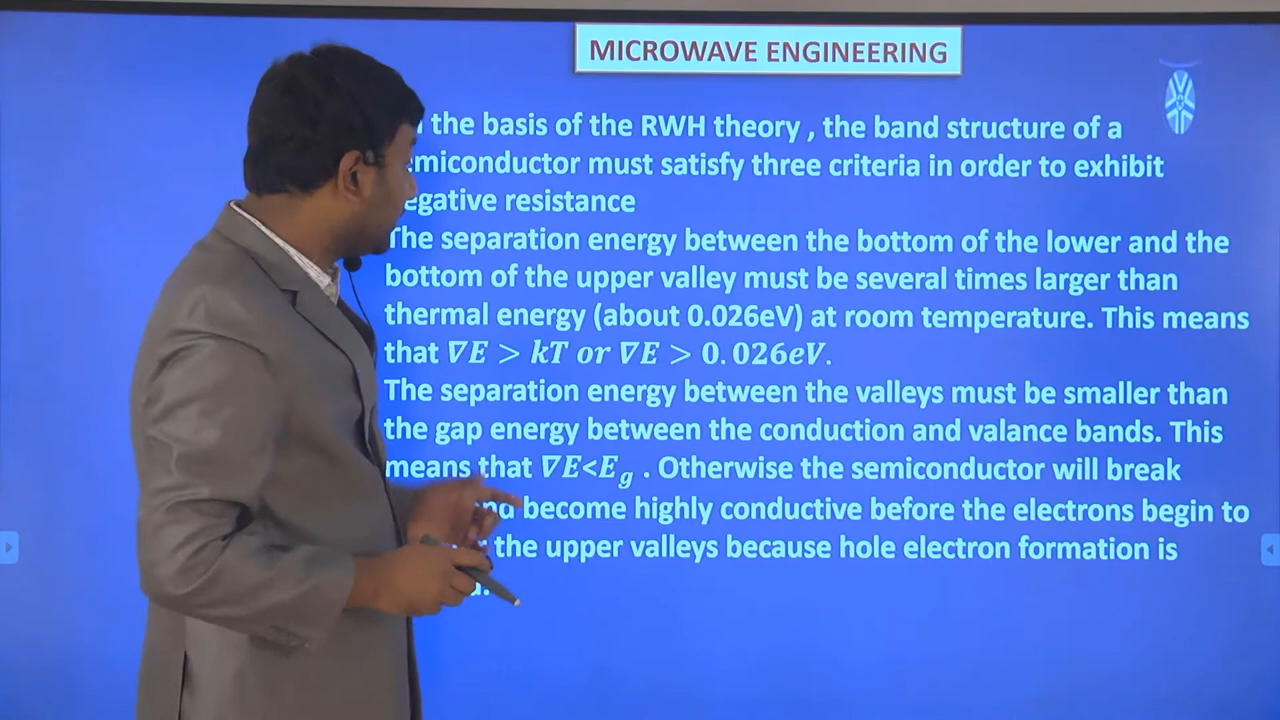 MICROWAVE ENGINEERING
the basis of the RWH theory , the band structure of a
emiconductor must satisfy three criteria in order to exhibit
egative resistance
The separation energy between the bottom of the lower and the
bottom of the upper valley must be several times larger than
thermal energy (about 0.026eV) at room temperature. This means
that ∇E > kT or ∇E > 0.026eV.
The separation energy between the valleys must be smaller than
the gap energy between the conduction and valance bands. This
means that ∇E<E_g . Otherwise the semiconductor will break
nd become highly conductive before the electrons begin to
the upper valleys because hole electron formation is